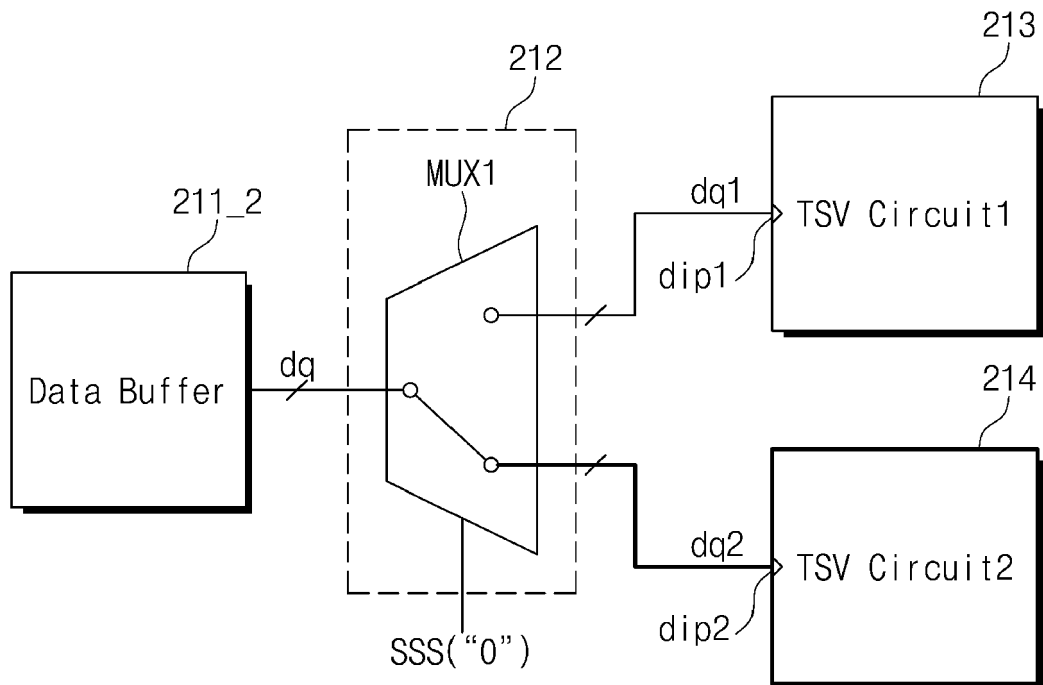 213
212
MUX1
211_2
dq1
TSV Circuit1
dip1
dq
Data Buffer
214
dq2
TSV Circuit2
dip2
SSS(“0”)